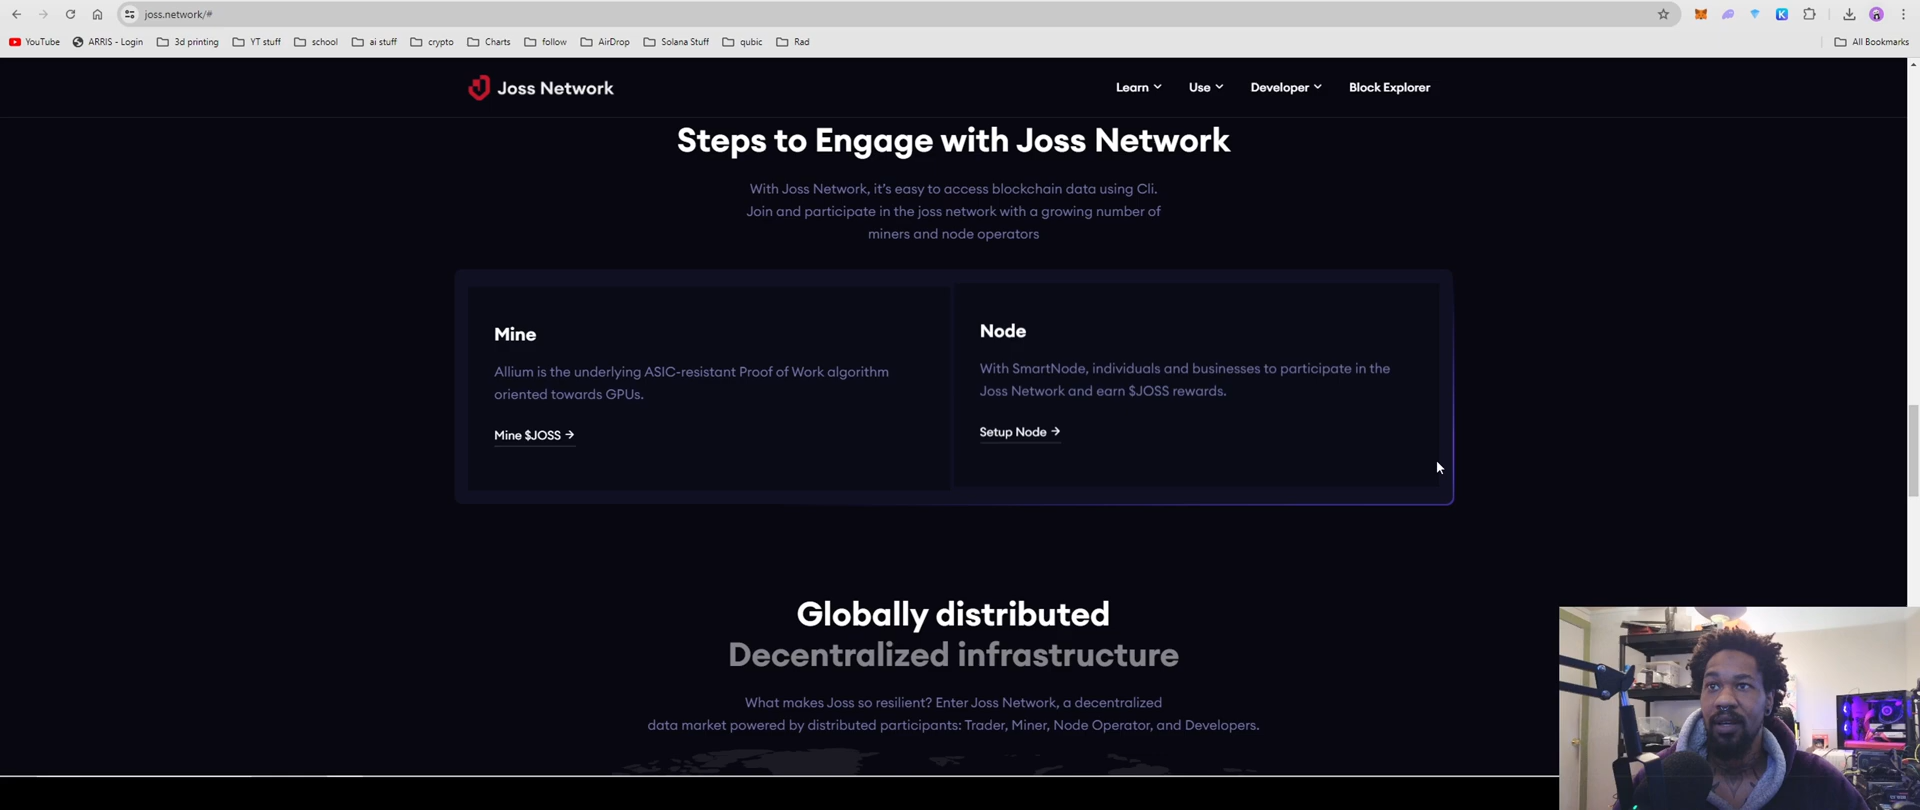 joss.network/#
YouTube
ARRIS - Login
3d printing
YT stuff
school
ai stuff
crypto
Charts
follow
AirDrop
Solana Stuff
qubic
Rad
All Bookmarks
Joss Network
Learn
Use
Developer
Block Explorer
Steps to Engage with Joss Network
With Joss Network, it's easy to access blockchain data using Cli.
Join and participate in the joss network with a growing number of
miners and node operators
Mine
Allium is the underlying ASIC-resistant Proof of Work algorithm
oriented towards GPUs.
Mine $JOSS →
Node
With SmartNode, individuals and businesses to participate in the
Joss Network and earn $JOSS rewards.
Setup Node →
Globally distributed
Decentralized infrastructure
What makes Joss so resilient? Enter Joss Network, a decentralized
data market powered by distributed participants: Trader, Miner, Node Operator, and Developers.